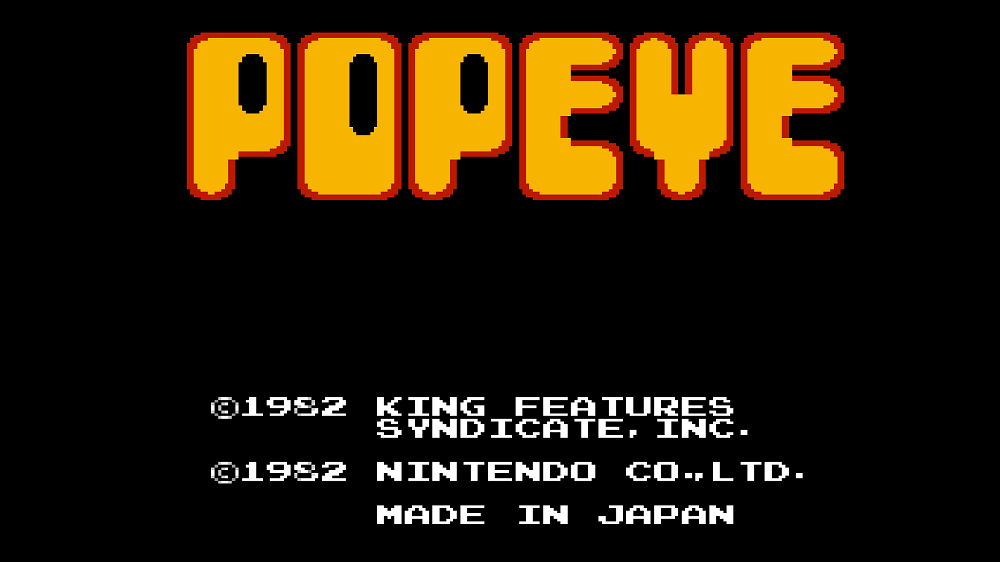 POPEYE
©1982 KING FEATURES
SYNDICATE, INC.
©1982 NINTENDO CO.,LTD.
MADE IN JAPAN